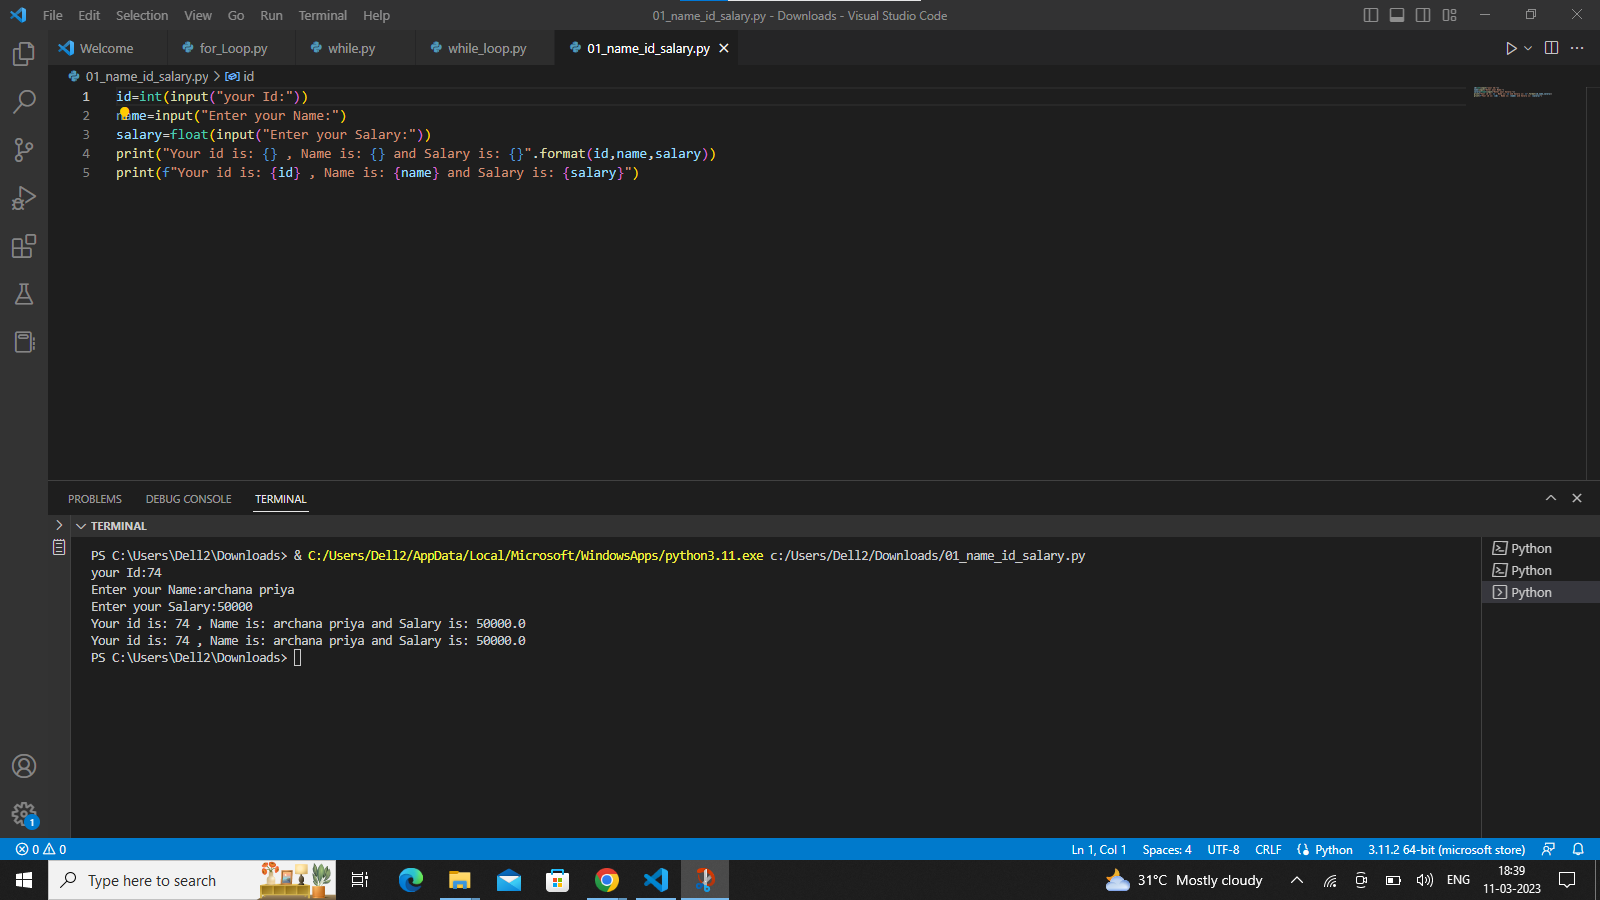 File Edit Selection View Go Run Terminal Help 01_name_id_salary.py - Downloads - Visual Studio Code
Welcome for_Loop.py while.py while_loop.py 01_name_id_salary.py
01_name_id_salary.py > id
1 id=int(input("your Id:"))
2 name=input("Enter your Name:")
3 salary=float(input("Enter your Salary:"))
4 print("Your id is: {} , Name is: {} and Salary is: {}".format(id,name,salary))
5 print(f"Your id is: {id} , Name is: {name} and Salary is: {salary}")
PROBLEMS DEBUG CONSOLE TERMINAL
TERMINAL
PS C:\Users\Dell2\Downloads> & C:/Users/Dell2/AppData/Local/Microsoft/WindowsApps/python3.11.exe c:/Users/Dell2/Downloads/01_name_id_salary.py
your Id:74
Enter your Name:archana priya
Enter your Salary:50000
Your id is: 74 , Name is: archana priya and Salary is: 50000.0
Your id is: 74 , Name is: archana priya and Salary is: 50000.0
PS C:\Users\Dell2\Downloads>
Python
Python
Python
1
0 0 Ln 1, Col 1 Spaces: 4 UTF-8 CRLF Python 3.11.2 64-bit (microsoft store)
Type here to search 31°C Mostly cloudy ENG 18:39
11-03-2023